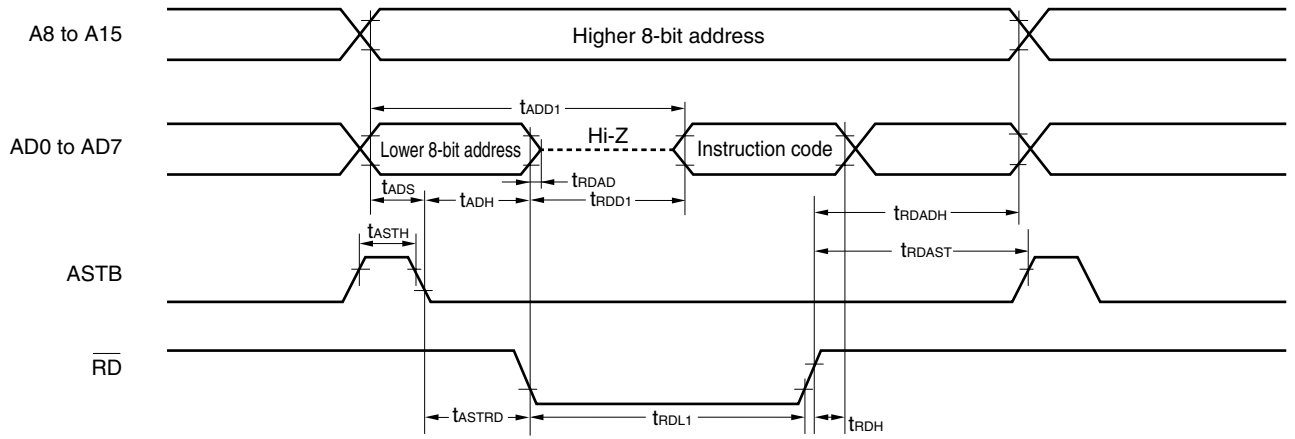 A8 to A15
Higher 8-bit address
tADD1
AD0 to AD7
Lower 8-bit address
Hi-Z
Instruction code
tRDAD
tADS
tADH
tRDD1
tRDADH
tASTH
tRDAST
ASTB
RD
tASTRD
tRDL1
tRDH